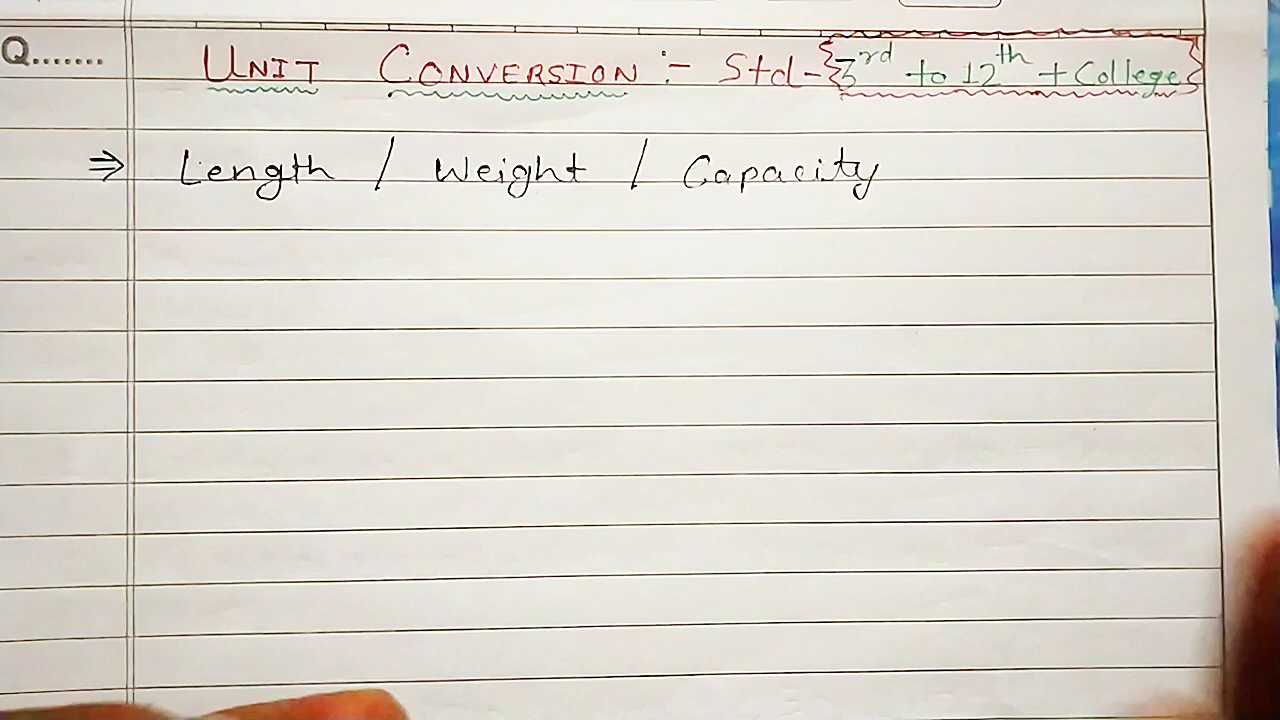 Q.......
UNIT CONVERSION :- Std - {3rd to 12th + College}
⇒ Length / Weight / Capacity